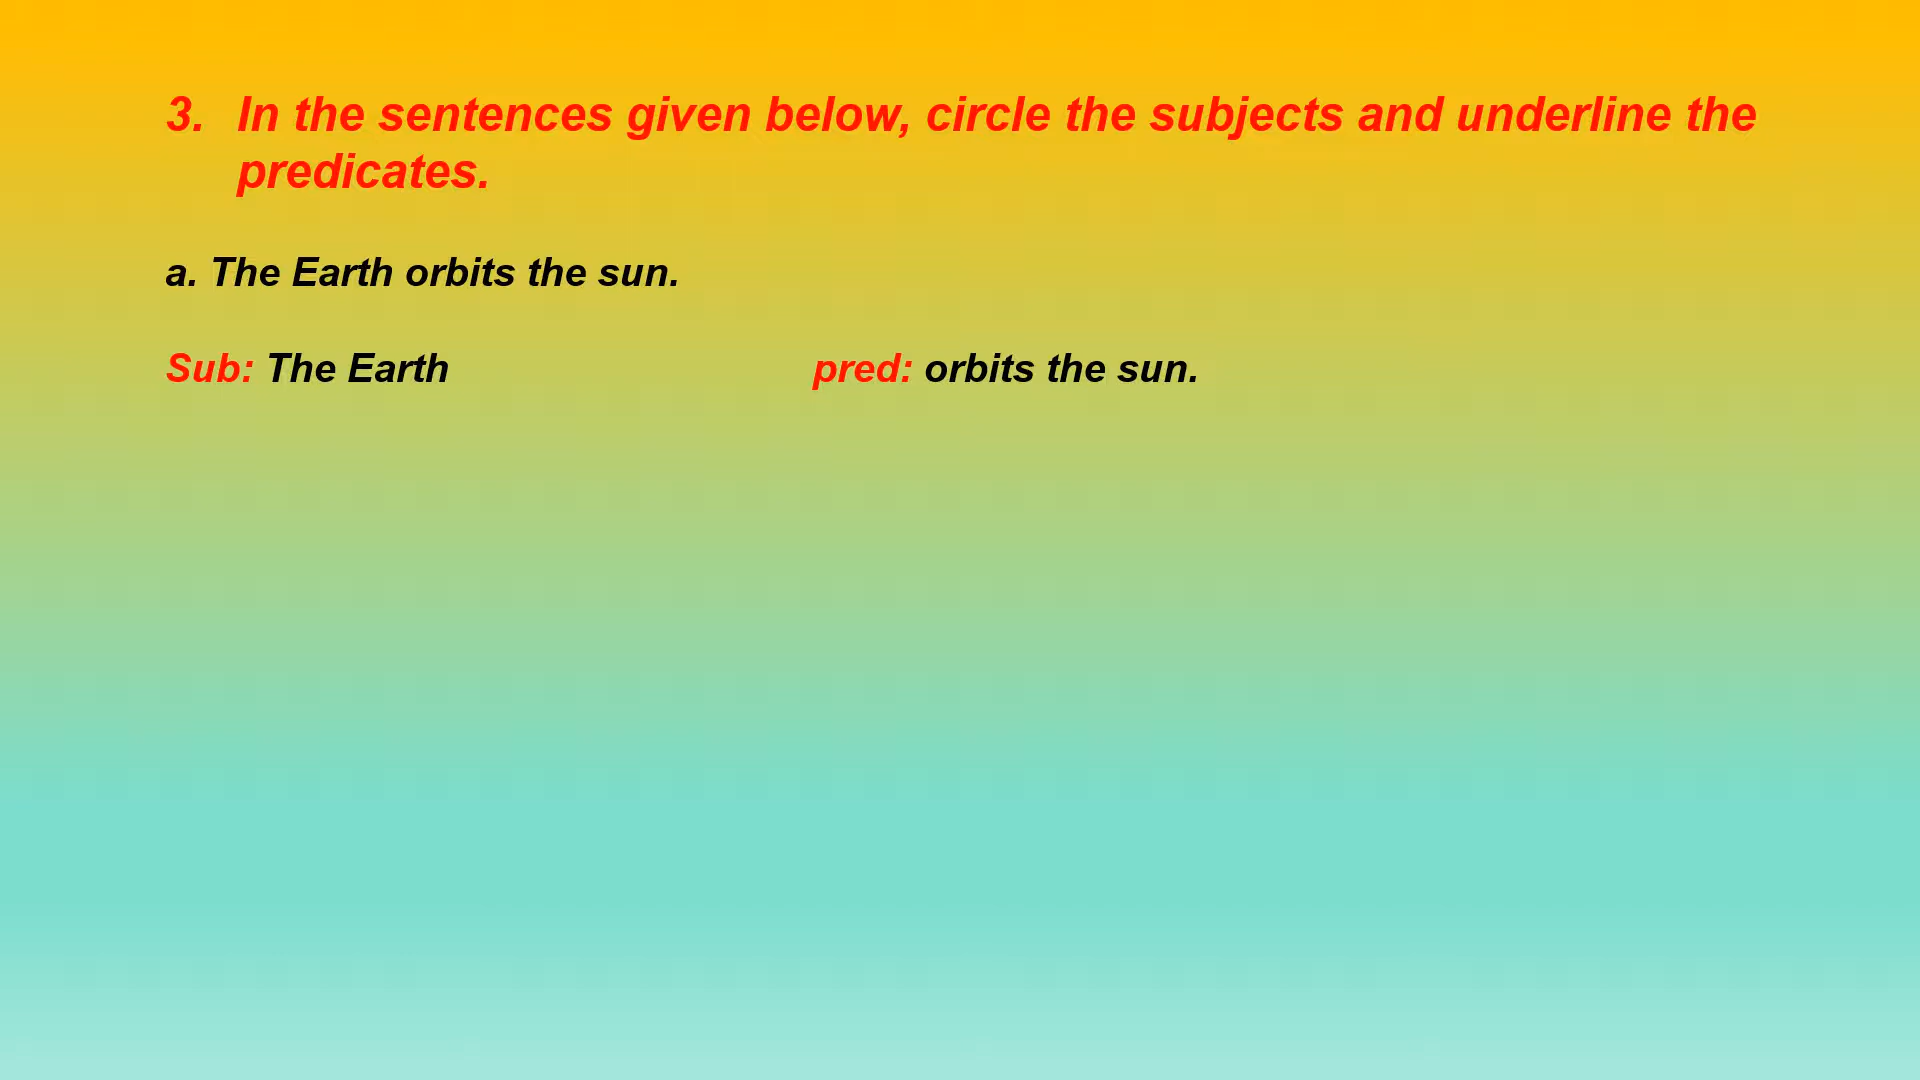 3. In the sentences given below, circle the subjects and underline the
predicates.
a. The Earth orbits the sun.
Sub: The Earth pred: orbits the sun.